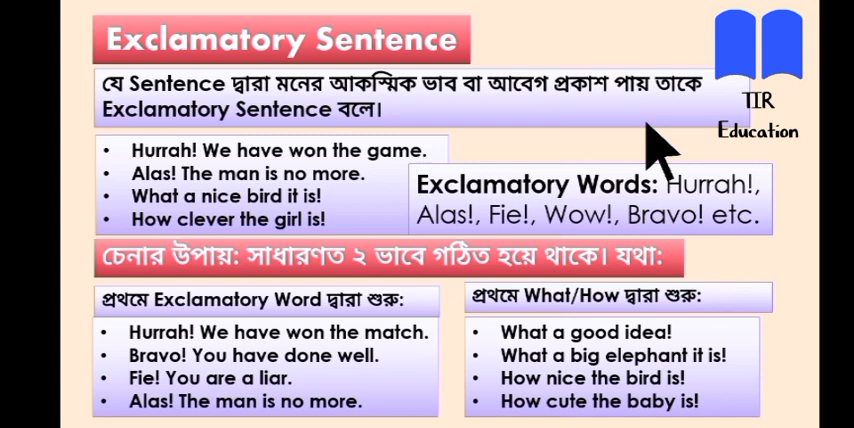 Exclamatory Sentence
TIR
Education
যে Sentence দ্বারা মনের আকস্মিক ভাব বা আবেগ প্রকাশ পায় তাকে
Exclamatory Sentence বলে।
• Hurrah! We have won the game.
• Alas! The man is no more.
• What a nice bird it is!
• How clever the girl is!
Exclamatory Words: Hurrah!,
Alas!, Fie!, Wow!, Bravo! etc.
চেনার উপায়: সাধারণত ২ ভাবে গঠিত হয়ে থাকে। যথা:
প্রথমে Exclamatory Word দ্বারা শুরু:
• Hurrah! We have won the match.
• Bravo! You have done well.
• Fie! You are a liar.
• Alas! The man is no more.
প্রথমে What/How দ্বারা শুরু:
• What a good idea!
• What a big elephant it is!
• How nice the bird is!
• How cute the baby is!